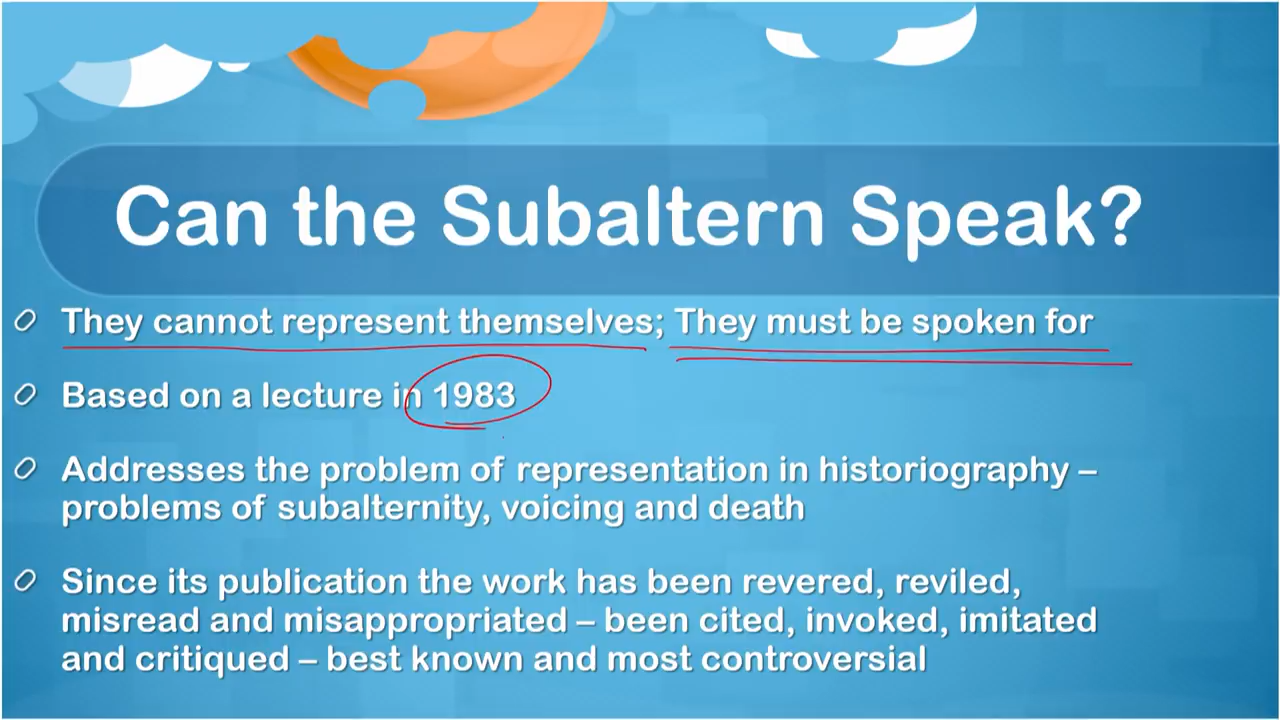 Can the Subaltern Speak?
They cannot represent themselves; They must be spoken for
Based on a lecture in 1983
Addresses the problem of representation in historiography –
problems of subalternity, voicing and death
Since its publication the work has been revered, reviled,
misread and misappropriated – been cited, invoked, imitated
and critiqued – best known and most controversial